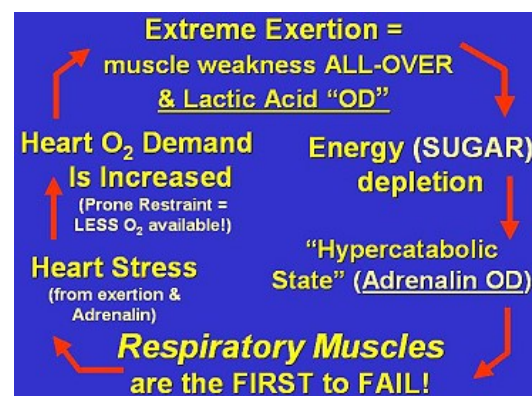 Extreme Exertion =
muscle weakness ALL-OVER
& Lactic Acid “OD”
Energy (SUGAR)
depletion
“Hypercatabolic
State” (Adrenalin OD)
Respiratory Muscles
are the FIRST to FAIL!
Heart Stress
(from exertion &
Adrenalin)
Heart O₂ Demand
Is Increased
(Prone Restraint =
LESS O₂ available!)